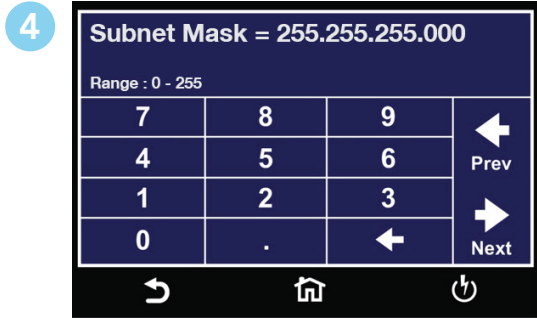 4
Subnet Mask = 255.255.255.000
Range : 0 - 255
7 8 9
Prev
4 5 6
1 2 3
Next
0 .